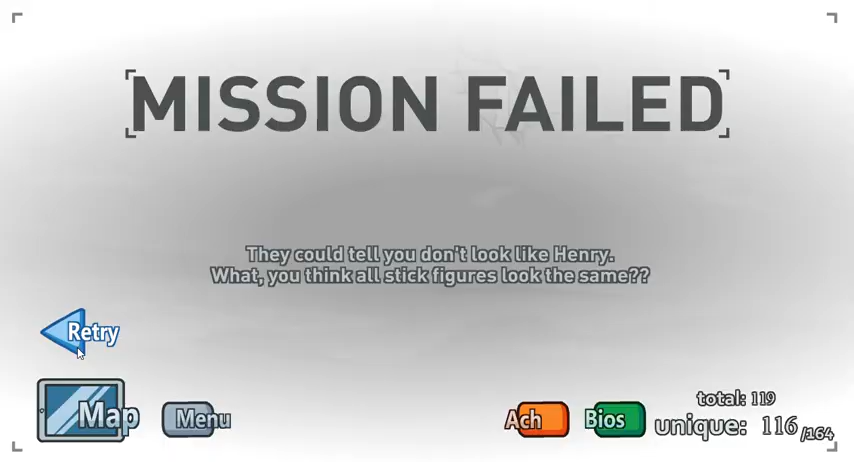 MISSION FAILED
They could tell you don't look like Henry.
What, you think all stick figures look the same??
Retry
Map
Menu
Ach
Bios
total: 119
unique: 116/164